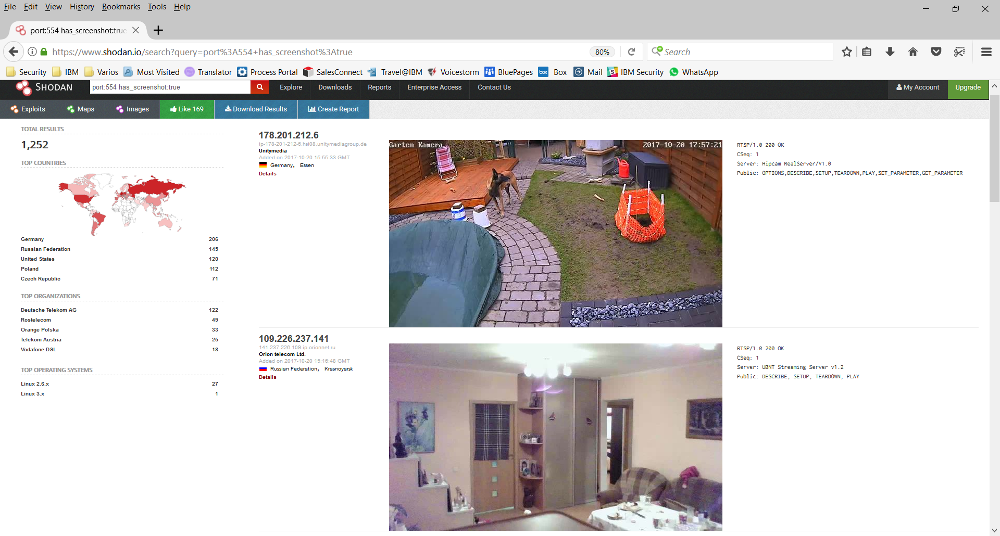 File Edit View History Bookmarks Tools Help
port:554 has_screenshot:true
https://www.shodan.io/search?query=port%3A554+has_screenshot%3Atrue 80% Search
Security IBM Varios Most Visited Translator Process Portal SalesConnect Travel@IBM Voicestorm BluePages Box Mail IBM Security WhatsApp
SHODAN port:554 has_screenshot:true Explore Downloads Reports Enterprise Access Contact Us My Account Upgrade
Exploits Maps Images Like 169 Download Results Create Report
TOTAL RESULTS
1,252
TOP COUNTRIES
Germany 206
Russian Federation 145
United States 120
Poland 112
Czech Republic 71
TOP ORGANIZATIONS
Deutsche Telekom AG 122
Rostelecom 49
Orange Polska 33
Telekom Austria 25
Vodafone DSL 18
TOP OPERATING SYSTEMS
Linux 2.6.x 27
Linux 3.x 1
178.201.212.6
ip-178-201-212-6.hsi08.unitymediagroup.de
Unitymedia
Added on 2017-10-20 15:55:33 GMT
Germany, Essen
Details
Garten Kamera 2017-10-20 17:57:21
RTSP/1.0 200 OK
CSeq: 1
Server: Hipcam RealServer/V1.0
Public: OPTIONS,DESCRIBE,SETUP,TEARDOWN,PLAY,SET_PARAMETER,GET_PARAMETER
109.226.237.141
141.237.226.109.ip.orionnet.ru
Orion telecom Ltd.
Added on 2017-10-20 15:16:48 GMT
Russian Federation, Krasnoyarsk
Details
RTSP/1.0 200 OK
CSeq: 1
Server: UBNT Streaming Server v1.2
Public: DESCRIBE, SETUP, TEARDOWN, PLAY